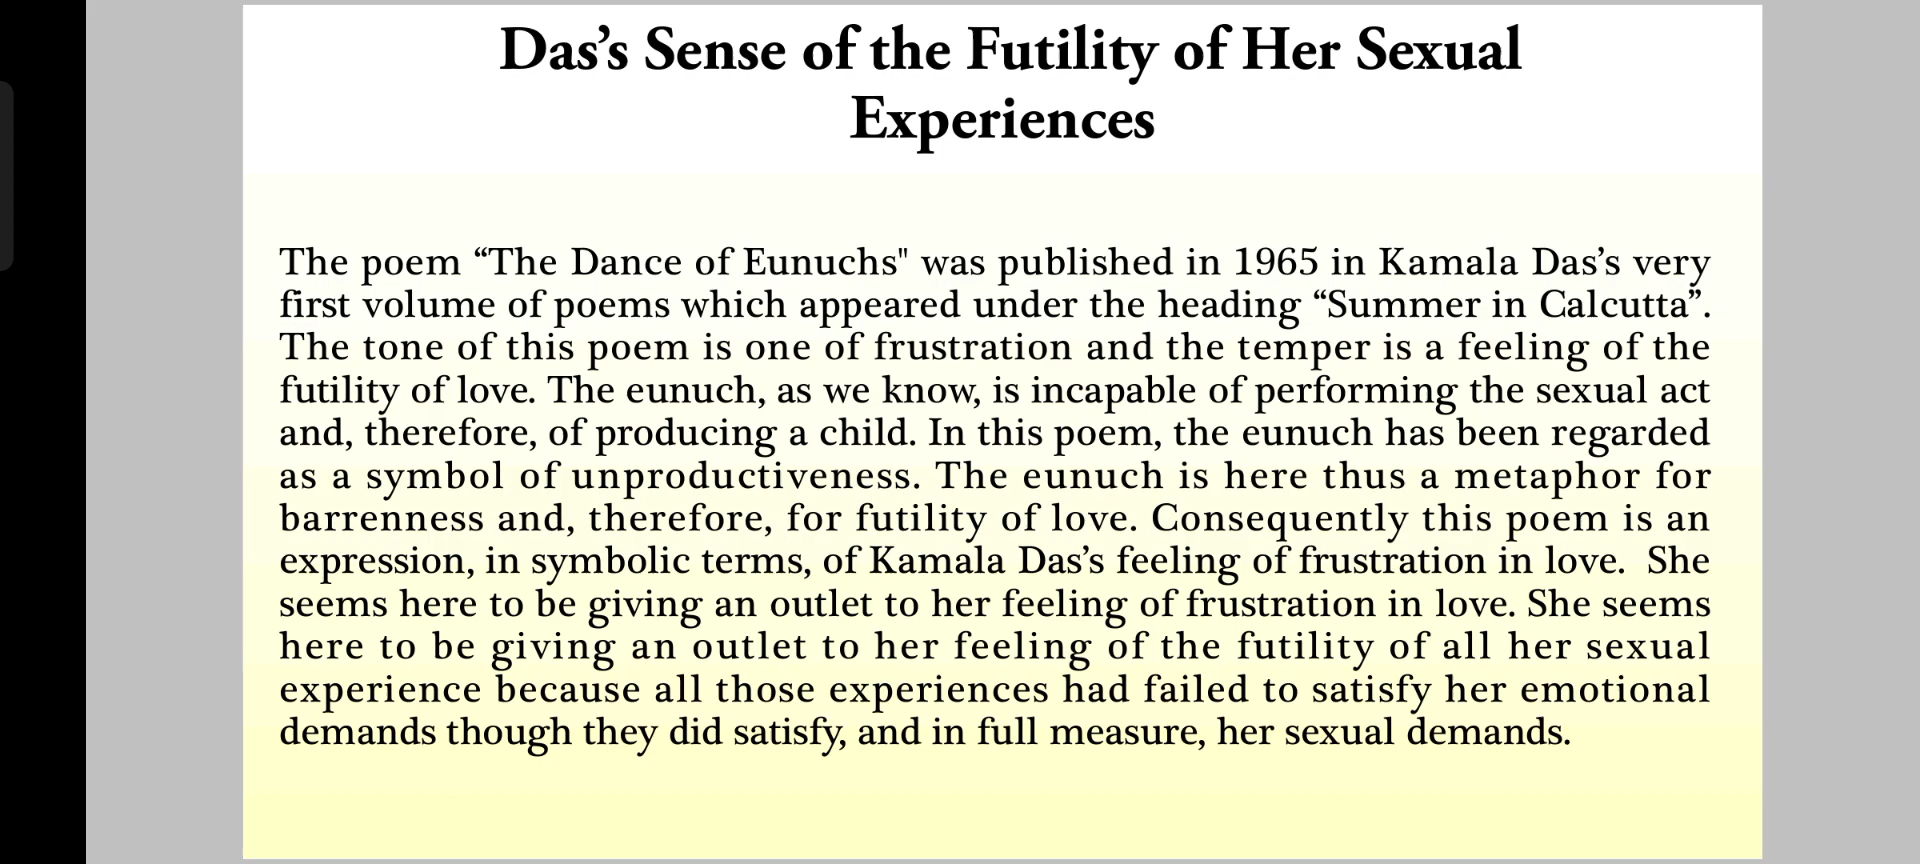 Das’s Sense of the Futility of Her Sexual
Experiences
The poem “The Dance of Eunuchs" was published in 1965 in Kamala Das’s very
first volume of poems which appeared under the heading “Summer in Calcutta”.
The tone of this poem is one of frustration and the temper is a feeling of the
futility of love. The eunuch, as we know, is incapable of performing the sexual act
and, therefore, of producing a child. In this poem, the eunuch has been regarded
as a symbol of unproductiveness. The eunuch is here thus a metaphor for
barrenness and, therefore, for futility of love. Consequently this poem is an
expression, in symbolic terms, of Kamala Das’s feeling of frustration in love.  She
seems here to be giving an outlet to her feeling of frustration in love. She seems
here to be giving an outlet to her feeling of the futility of all her sexual
experience because all those experiences had failed to satisfy her emotional
demands though they did satisfy, and in full measure, her sexual demands.